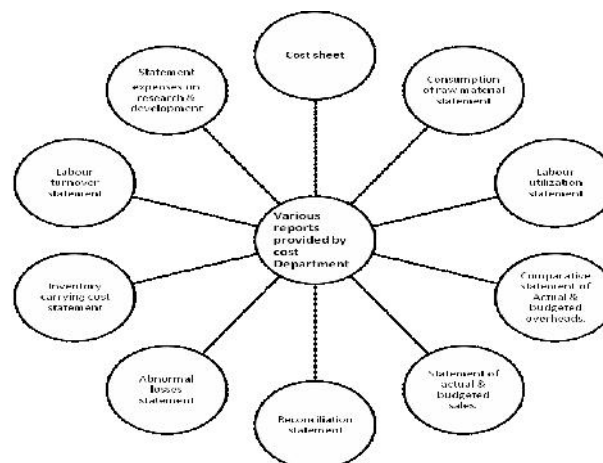 Cost sheet
Consumption
of raw material
statement
Labour
utilization
statement
Comparative
statement of
Actual &
budgeted
overheads.
Statement of
actual &
budgeted
sales.
Reconciliation
statement
Abnormal
losses
statement
Inventory
carrying cost
statement
Labour
turnover
statement
Statement
expenses on
research &
development
Various
reports
provided by
cost
Department